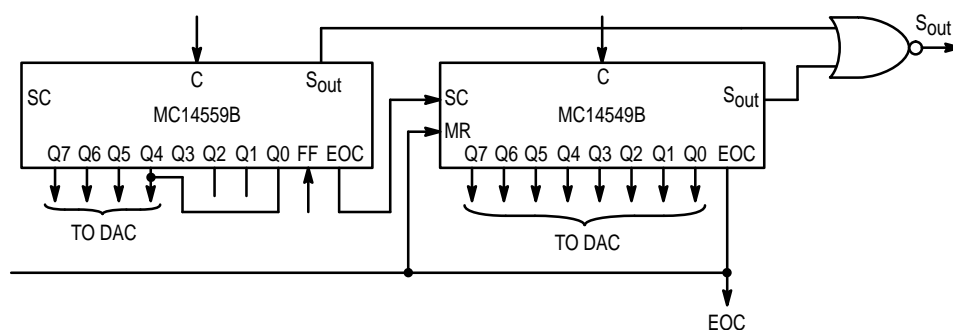 Sout
C
Sout
SC
MC14559B
Q7 Q6 Q5 Q4 Q3 Q2 Q1 Q0 FF EOC
TO DAC
C
Sout
SC
MC14549B
MR
Q7 Q6 Q5 Q4 Q3 Q2 Q1 Q0 EOC
TO DAC
EOC